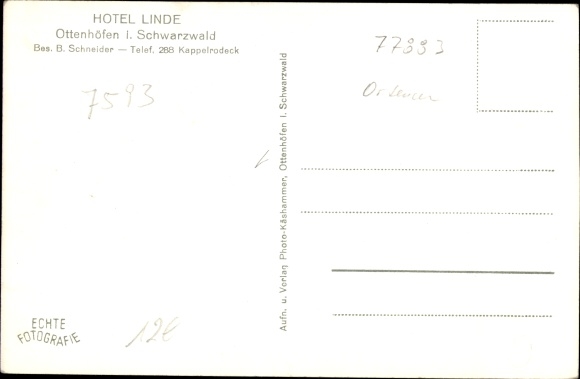 HOTEL LINDE
Ottenhöfen i. Schwarzwald
Bes. B. Schneider — Telef. 288 Kappelrodeck
7593
77883
Ortenau
Aufn. u. Verlag Photo-Käshammer, Ottenhöfen i. Schwarzwald
ECHTE
FOTOGRAFIE
12€